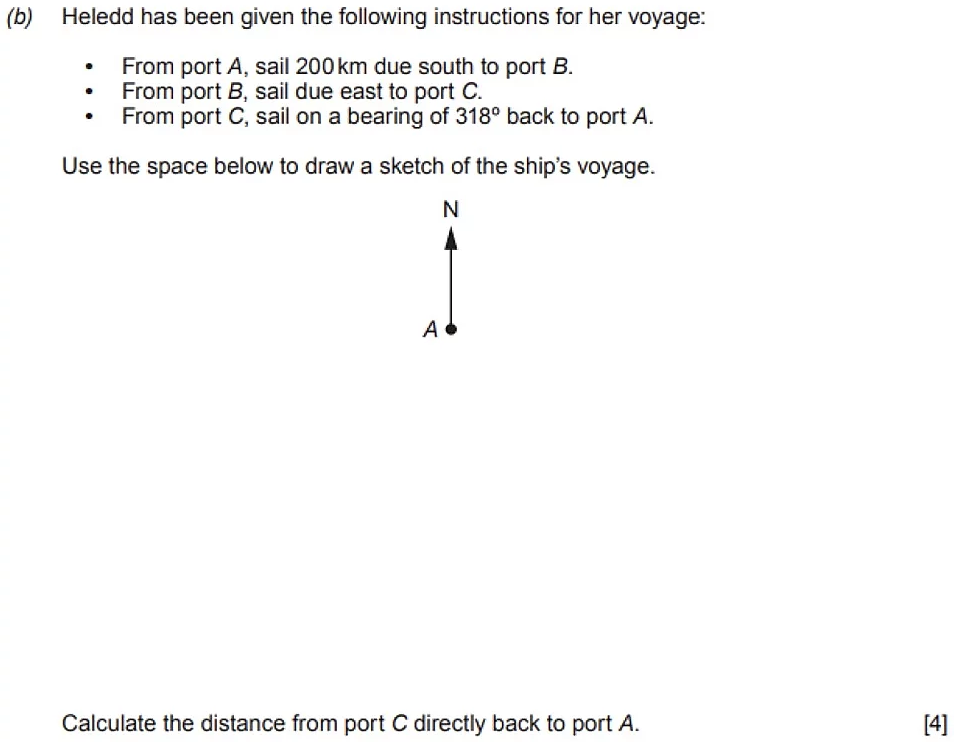 (b) Heledd has been given the following instructions for her voyage:
• From port A, sail 200 km due south to port B.
• From port B, sail due east to port C.
• From port C, sail on a bearing of 318° back to port A.
Use the space below to draw a sketch of the ship's voyage.
N
A
Calculate the distance from port C directly back to port A. [4]